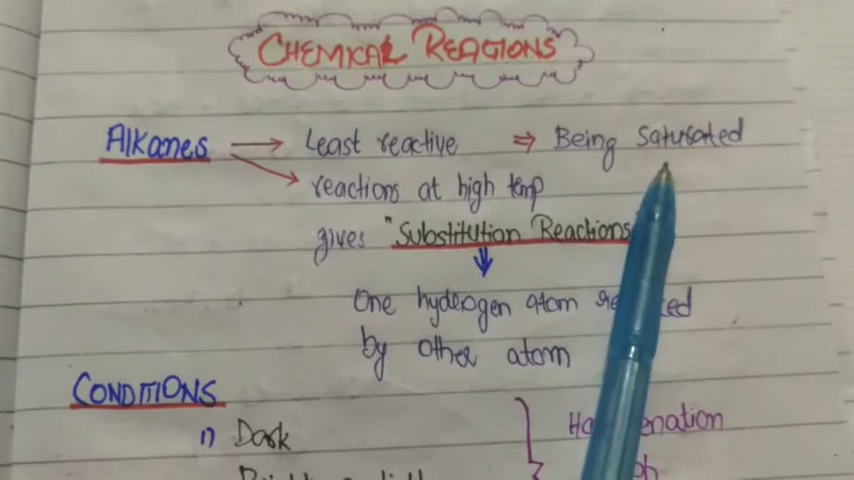 CHEMICAL REACTIONS
Alkanes → Least reactive ⇒ Being Saturated
→ reactions at high temp
gives "Substitution Reactions
One hydrogen atom
by other atom
CONDITIONS
1) Dark